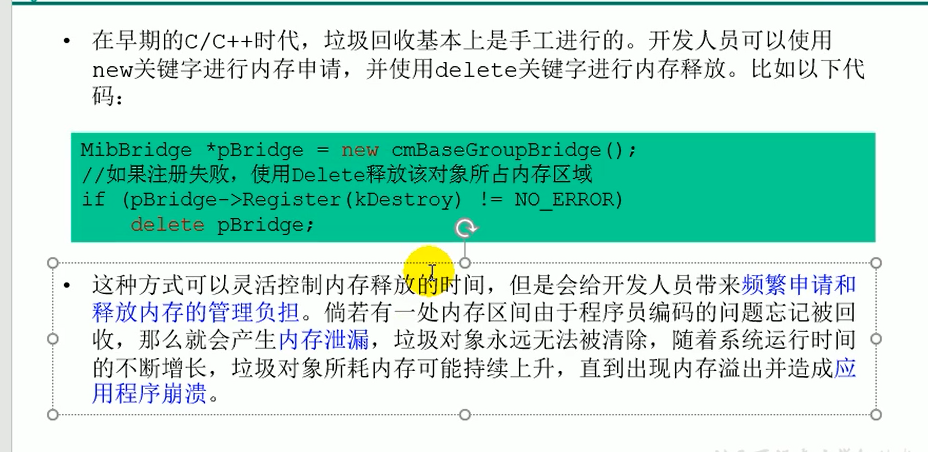 • 在早期的C/C++时代，垃圾回收基本上是手工进行的。开发人员可以使用
new关键字进行内存申请，并使用delete关键字进行内存释放。比如以下代
码：
MibBridge *pBridge = new cmBaseGroupBridge();
//如果注册失败，使用Delete释放该对象所占内存区域
if (pBridge->Register(kDestroy) != NO_ERROR)
    delete pBridge;
• 这种方式可以灵活控制内存释放的时间，但是会给开发人员带来频繁申请和
释放内存的管理负担。倘若有一处内存区间由于程序员编码的问题忘记被回
收，那么就会产生内存泄漏，垃圾对象永远无法被清除，随着系统运行时间
的不断增长，垃圾对象所耗内存可能持续上升，直到出现内存溢出并造成应
用程序崩溃。